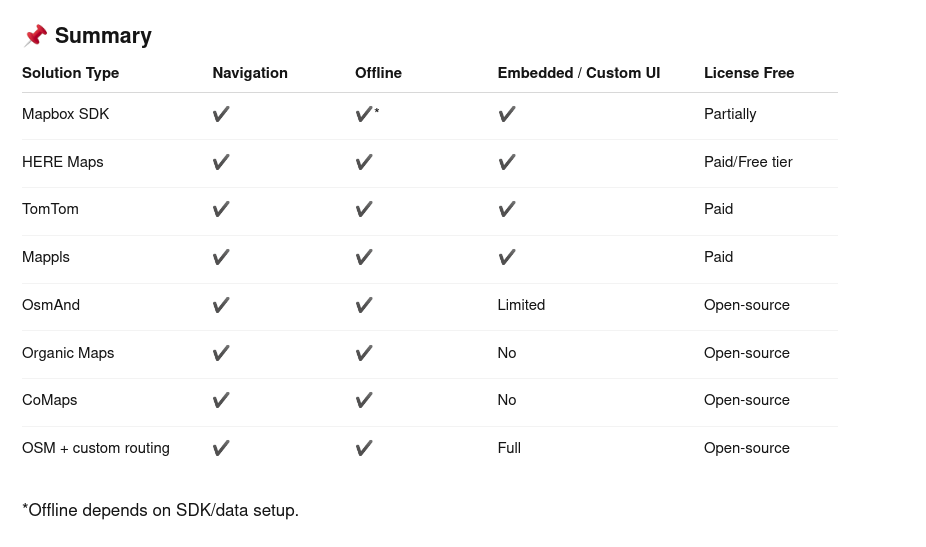 📌 Summary
Solution Type Navigation Offline Embedded / Custom UI License Free
Mapbox SDK ✔ ✔* ✔ Partially
HERE Maps ✔ ✔ ✔ Paid/Free tier
TomTom ✔ ✔ ✔ Paid
Mappls ✔ ✔ ✔ Paid
OsmAnd ✔ ✔ Limited Open-source
Organic Maps ✔ ✔ No Open-source
CoMaps ✔ ✔ No Open-source
OSM + custom routing ✔ ✔ Full Open-source
*Offline depends on SDK/data setup.